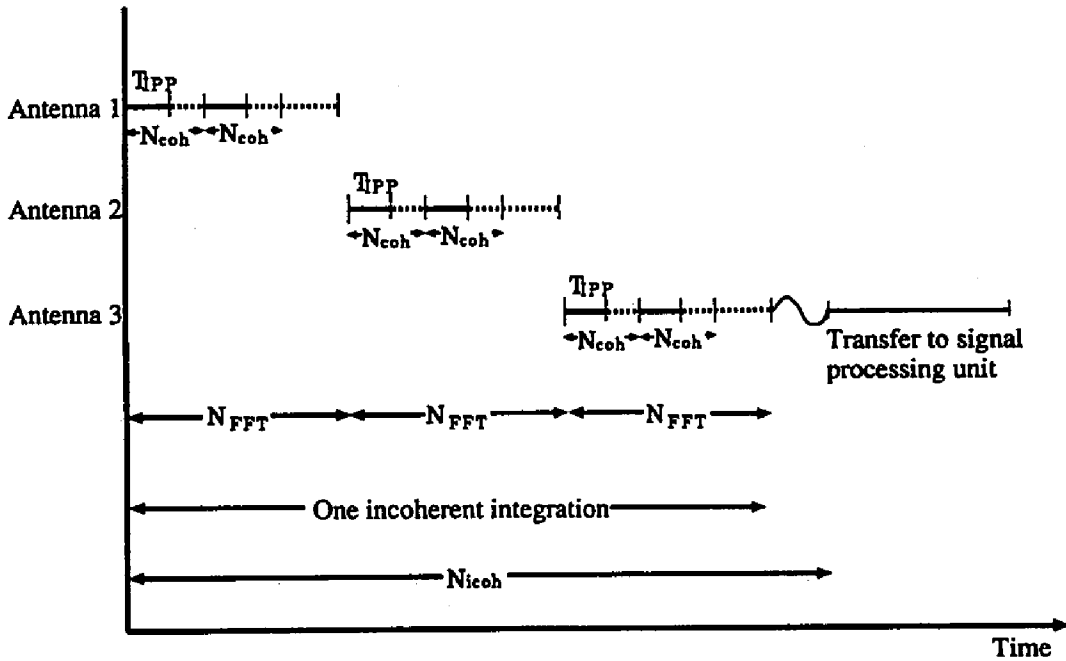 TIPP
Antenna 1
Ncoh Ncoh
TIPP
Antenna 2
Ncoh Ncoh
TIPP
Antenna 3
Ncoh Ncoh
Transfer to signal
processing unit
NFFT NFFT NFFT
One incoherent integration
Nicoh
Time